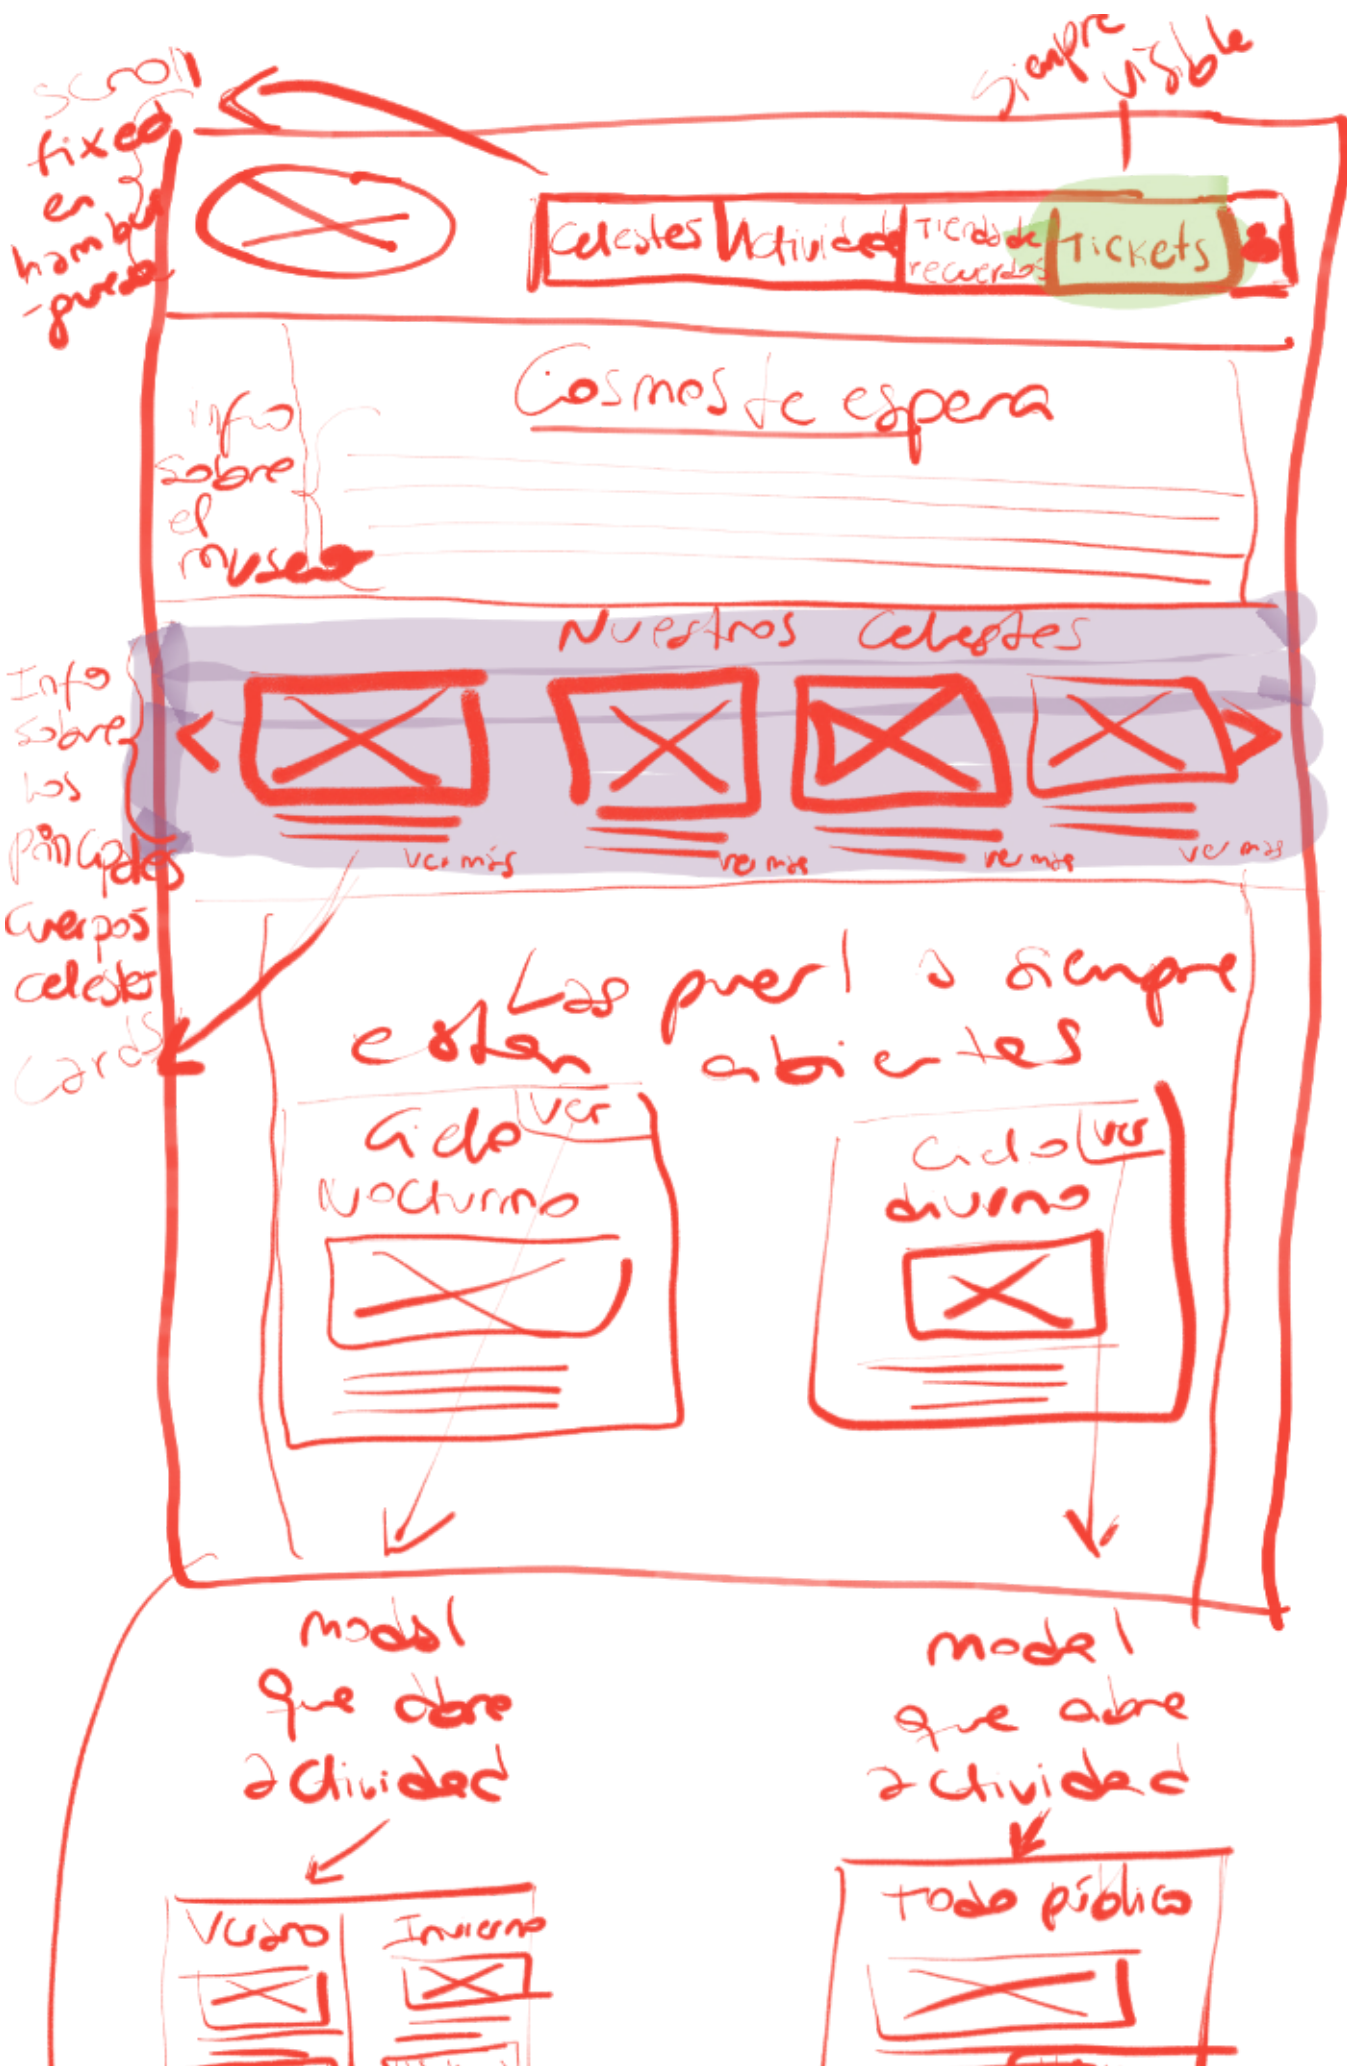 siempre
visible
scroll
fixed
en
hambur
-guesa
Celestes
Actividades
Tienda de
recuerdos
Tickets
Cosmos te espera
info
sobre
el
museo
Nuestros Celestes
Info
sobre
los
principales
cuerpos
celestes
cards
ver más
ver más
ver más
ver más
Las puertas siempre
están abiertas
Ciclo
Nocturno
ver
Ciclo
diurno
ver
modal
que abre
actividad
modal
que abre
actividad
Verano
Invierno
Todo público